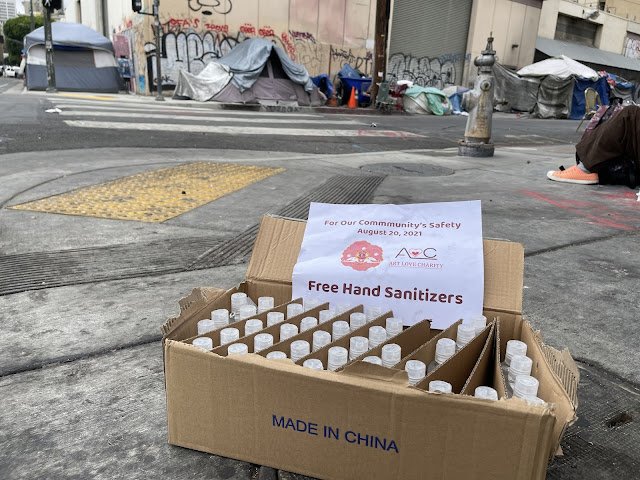 For Our Commmunity's Safety
August 20, 2021
A C
ART LOVE CHARITY
Free Hand Sanitizers
MADE IN CHINA